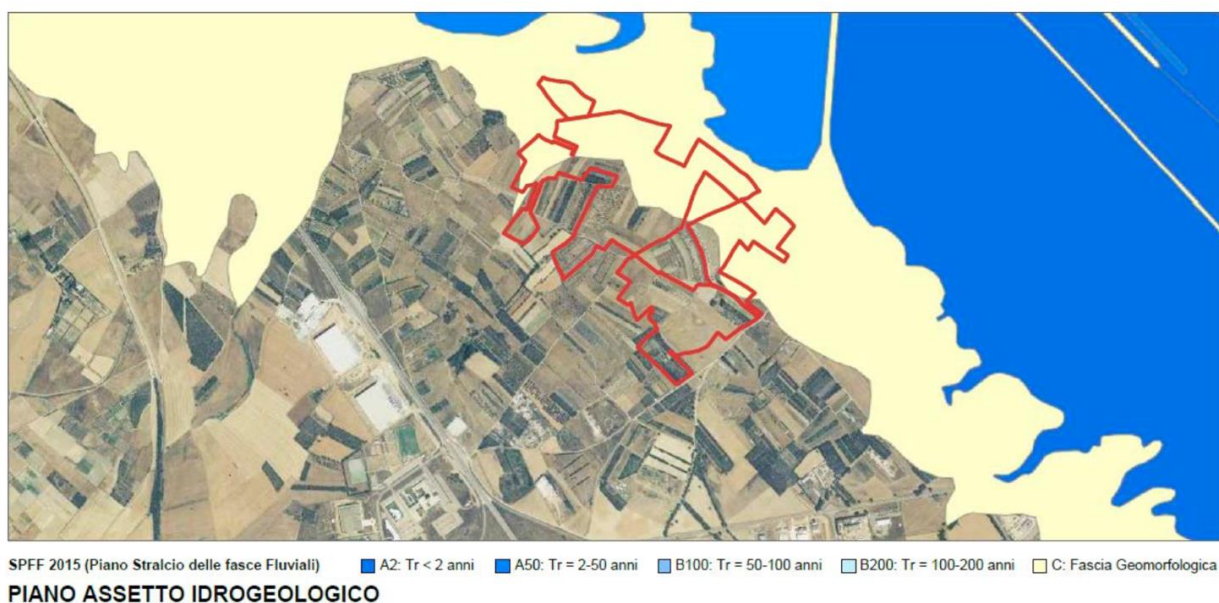 SPFF 2015 (Piano Stralcio delle fasce Fluviali) A2: Tr < 2 anni A50: Tr = 2-50 anni B100: Tr = 50-100 anni B200: Tr = 100-200 anni C: Fascia Geomorfologica
PIANO ASSETTO IDROGEOLOGICO